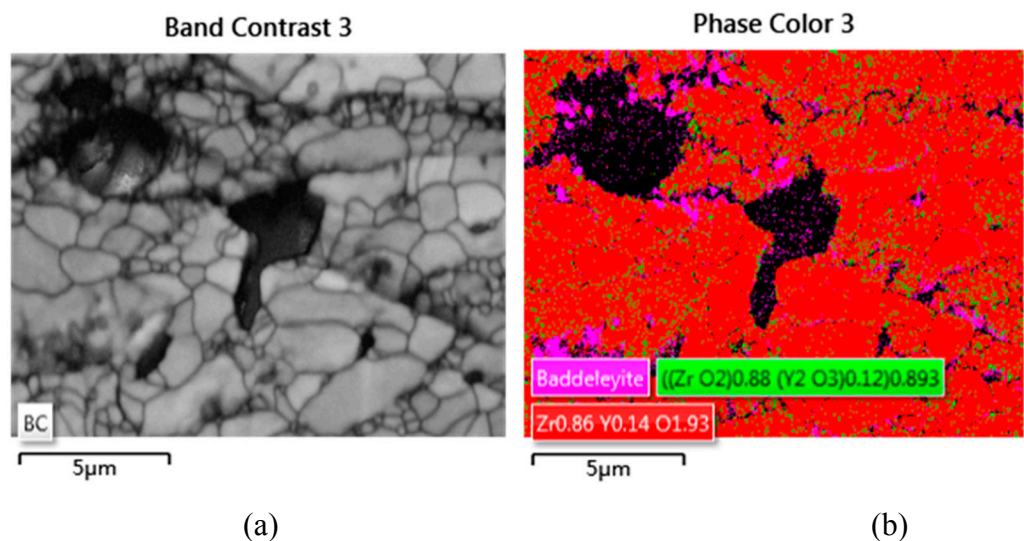 Band Contrast 3
Phase Color 3
Baddeleyite
((Zr O2)0.88 (Y2 O3)0.12)0.893
BC
Zr0.86 Y0.14 O1.93
5μm
5μm
(a)
(b)